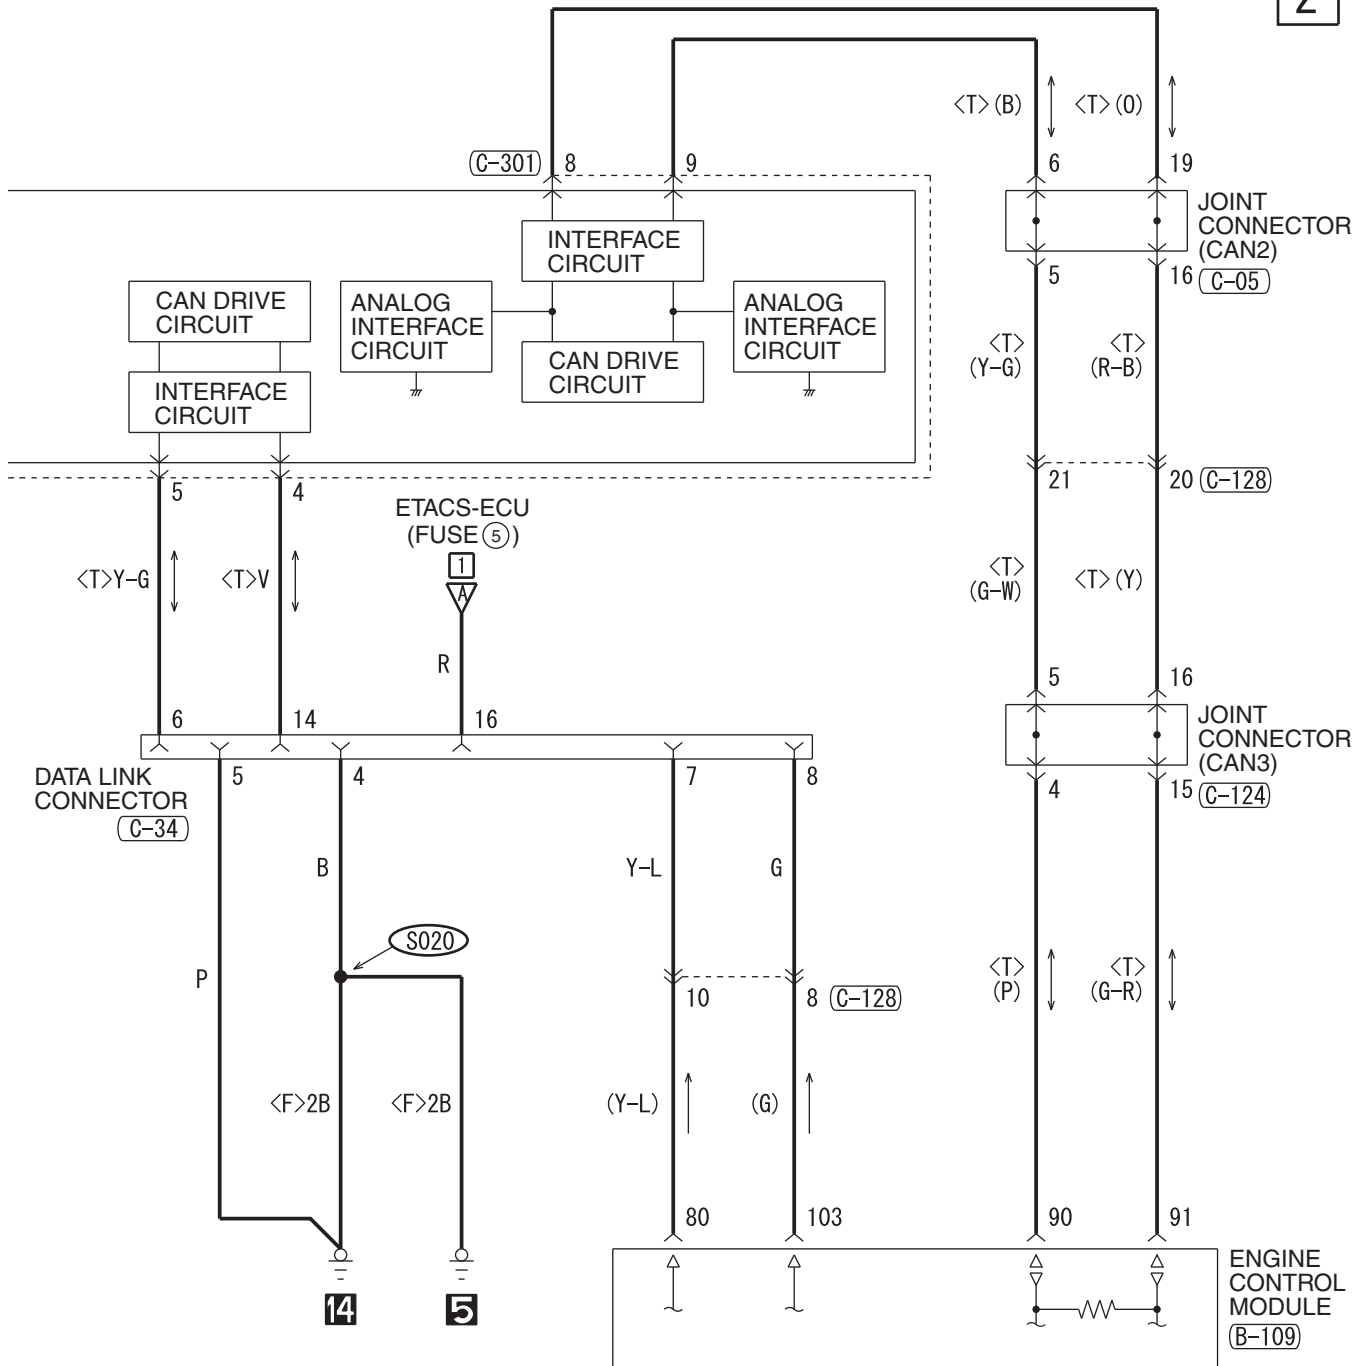 2
<T>(B)
<T>(O)
C-301
8
9
6
19
JOINT
CONNECTOR
(CAN2)
C-05
5
16
INTERFACE
CIRCUIT
CAN DRIVE
CIRCUIT
ANALOG
INTERFACE
CIRCUIT
ANALOG
INTERFACE
CIRCUIT
CAN DRIVE
CIRCUIT
INTERFACE
CIRCUIT
<T>
(Y-G)
<T>
(R-B)
21
20
C-128
5
4
ETACS-ECU
(FUSE 5)
1
A
<T>Y-G
<T>V
<T>
(G-W)
<T>(Y)
R
5
16
6
14
16
JOINT
CONNECTOR
(CAN3)
C-124
DATA LINK
CONNECTOR
C-34
5
4
7
8
4
15
B
Y-L
G
S020
P
<T>
(P)
<T>
(G-R)
10
8
C-128
<F>2B
<F>2B
(Y-L)
(G)
80
103
90
91
14
5
ENGINE
CONTROL
MODULE
B-109